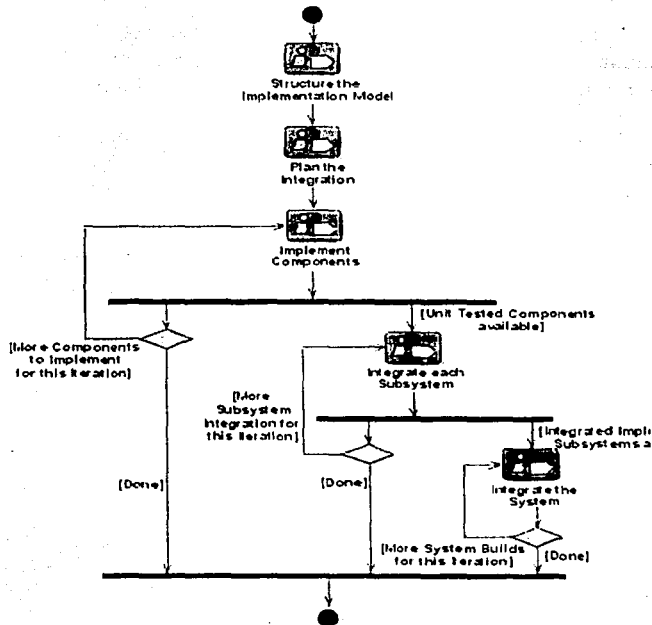 Structure the
Implementation Model
Plan the
Integration
Implement
Components
[Unit Tested Components
available]
[More Components
to Implement
for this Iteration]
Integrate each
Subsystem
[More
Subsystem
Integration for
this Iteration]
[Integrated Imple
Subsystems a
Integrate the
System
[Done]
[Done]
[More System Builds
for this Iteration]
[Done]